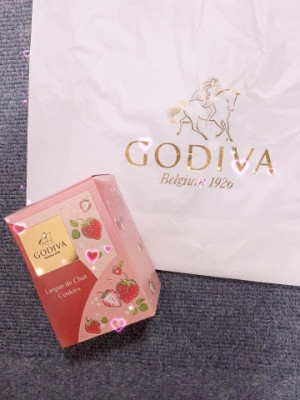 GODIVA
Belgium 1926
GODIVA
Langue de Chat
Cookies